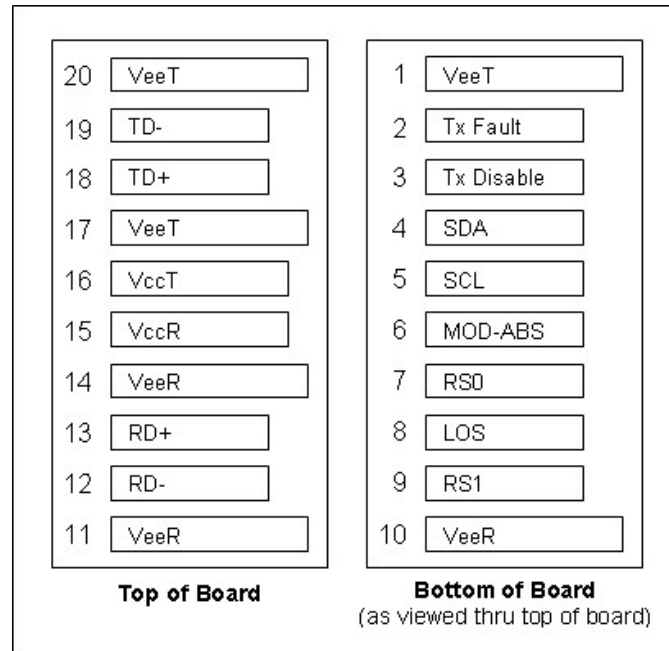 20 VeeT
19 TD-
18 TD+
17 VeeT
16 VccT
15 VccR
14 VeeR
13 RD+
12 RD-
11 VeeR
Top of Board
1 VeeT
2 Tx Fault
3 Tx Disable
4 SDA
5 SCL
6 MOD-ABS
7 RS0
8 LOS
9 RS1
10 VeeR
Bottom of Board
(as viewed thru top of board)